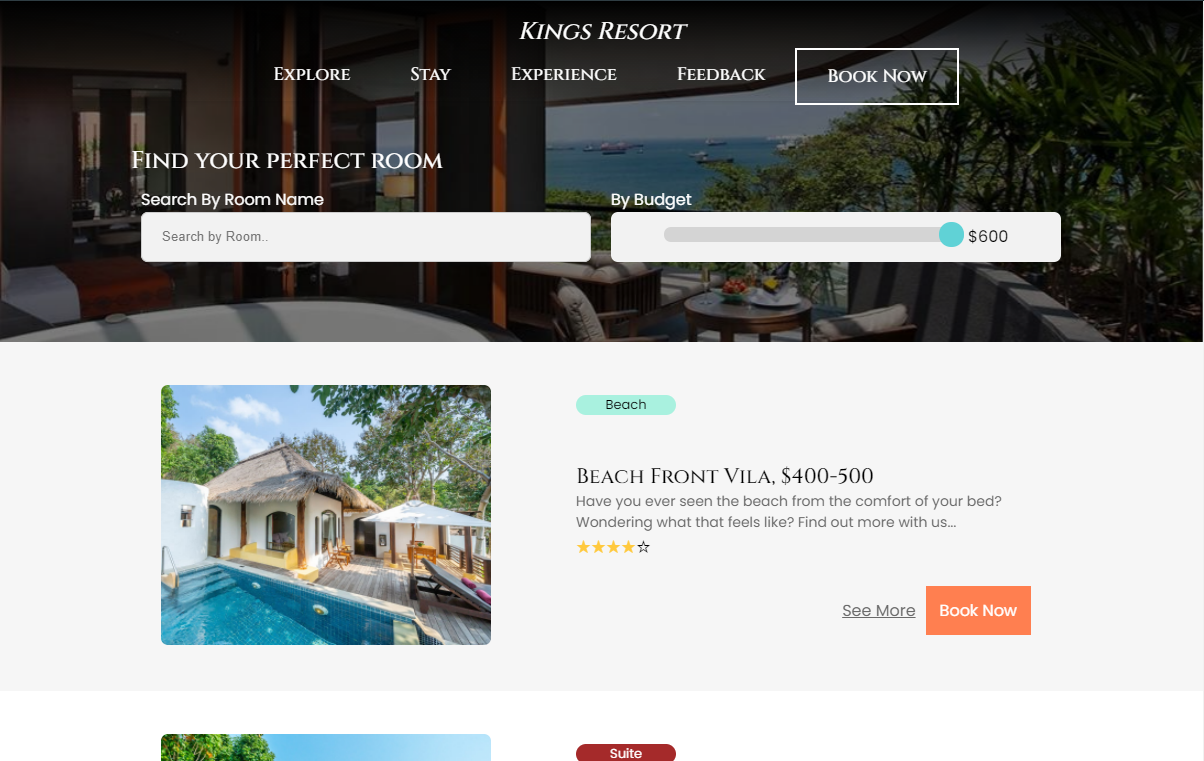 Kings Resort
Explore Stay Experience Feedback Book Now
Find your perfect room
Search By Room Name By Budget
Search by Room.. $600
Beach
Beach Front Vila, $400-500
Have you ever seen the beach from the comfort of your bed?
Wondering what that feels like? Find out more with us...
★★★★☆
See More Book Now
Suite